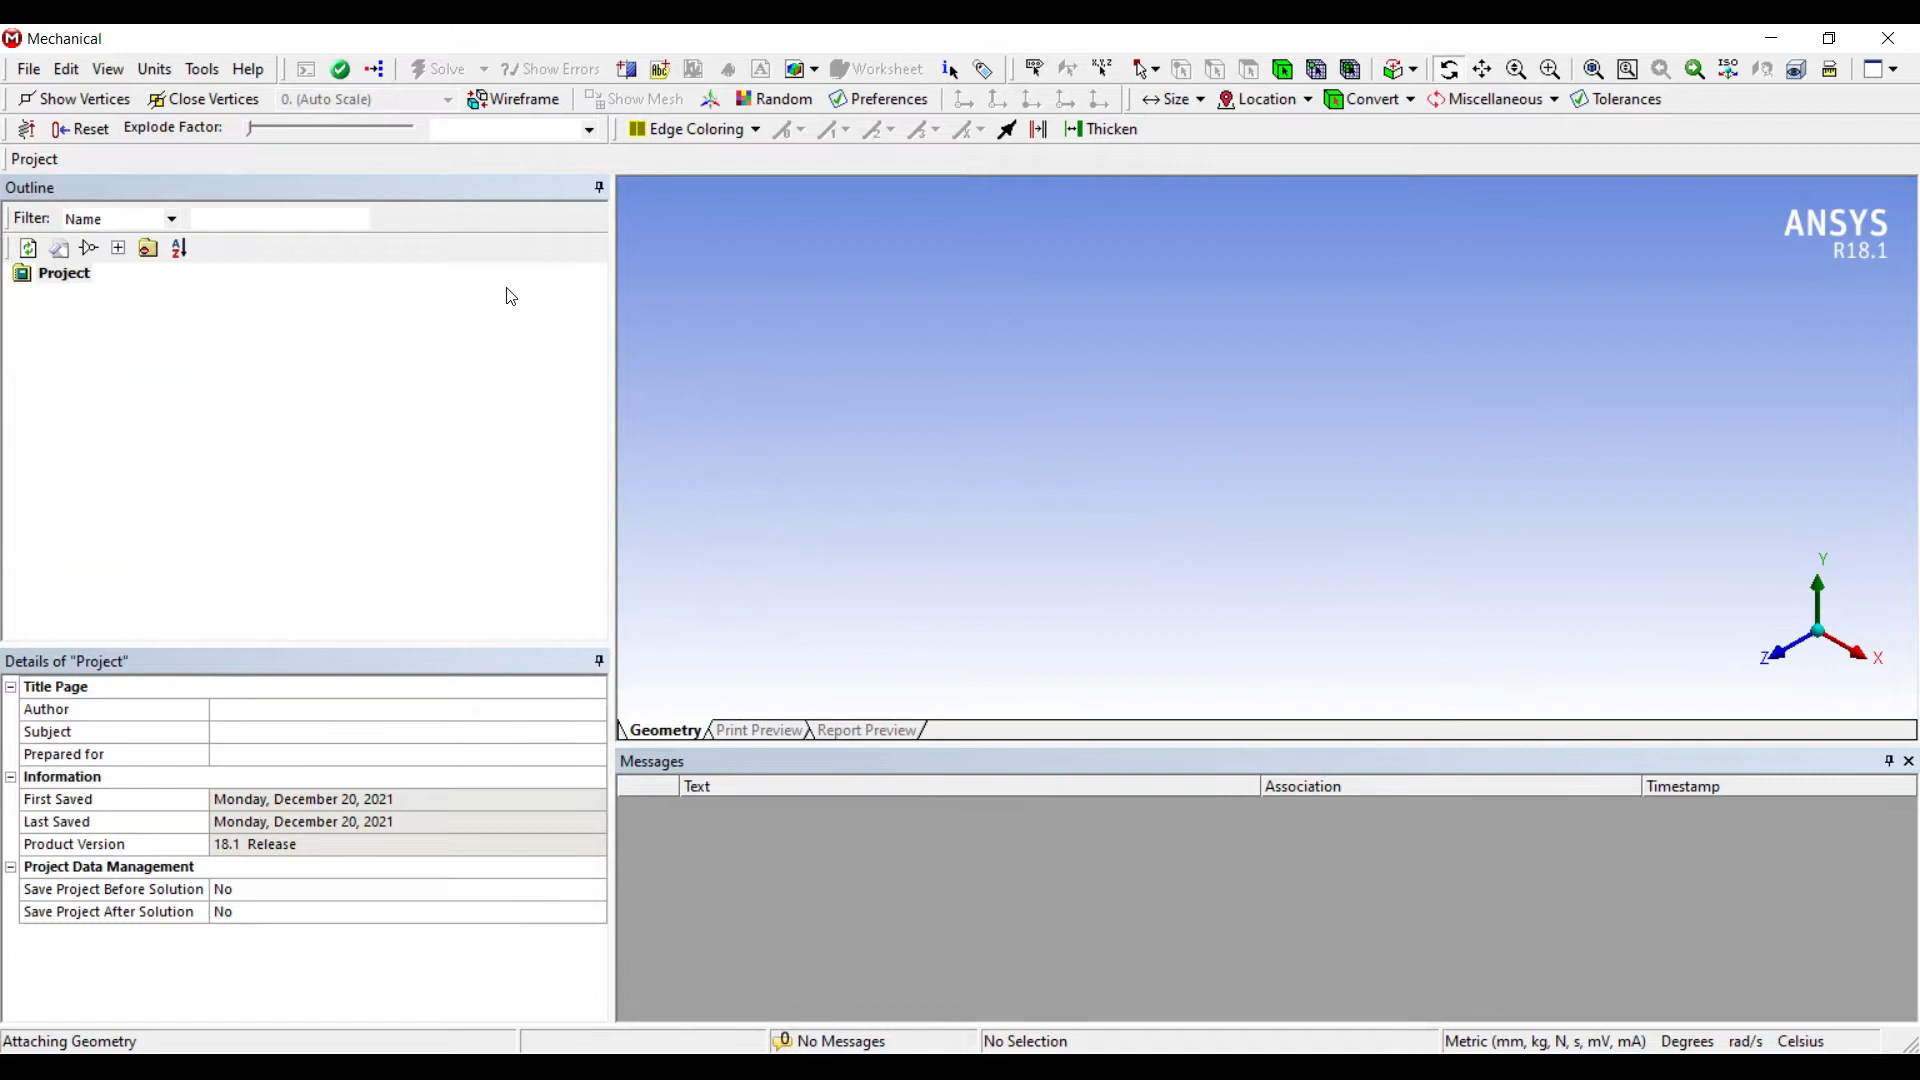 Mechanical
File Edit View Units Tools Help Solve ?/ Show Errors Worksheet
Show Vertices Close Vertices 0. (Auto Scale) Wireframe Show Mesh Random Preferences Size Location Convert Miscellaneous Tolerances
Reset Explode Factor: Edge Coloring Thicken
Project
Outline
Filter: Name
Project
ANSYS
R18.1
Y
Z
X
Details of "Project"
Title Page
Author
Subject
Prepared for
Information
First Saved Monday, December 20, 2021
Last Saved Monday, December 20, 2021
Product Version 18.1 Release
Project Data Management
Save Project Before Solution No
Save Project After Solution No
Geometry Print Preview Report Preview
Messages
Text Association Timestamp
Attaching Geometry 0 No Messages No Selection Metric (mm, kg, N, s, mV, mA) Degrees rad/s Celsius